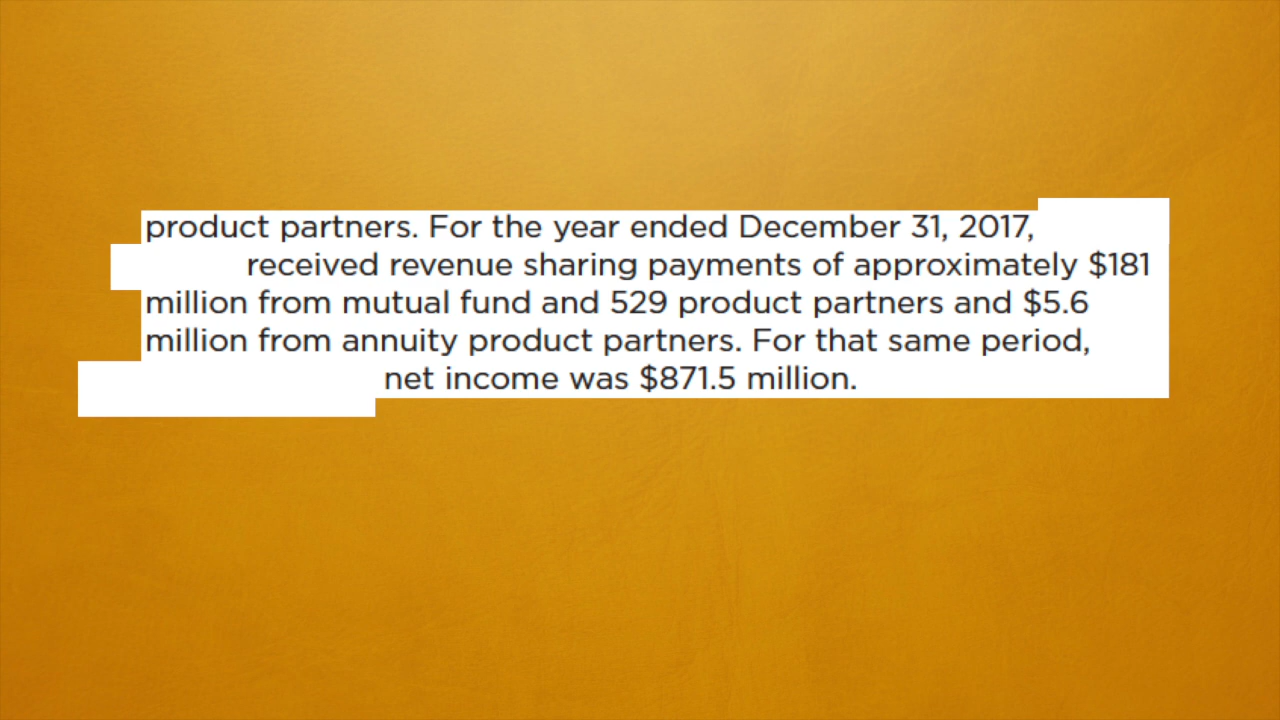 product partners. For the year ended December 31, 2017,
received revenue sharing payments of approximately $181
million from mutual fund and 529 product partners and $5.6
million from annuity product partners. For that same period,
net income was $871.5 million.